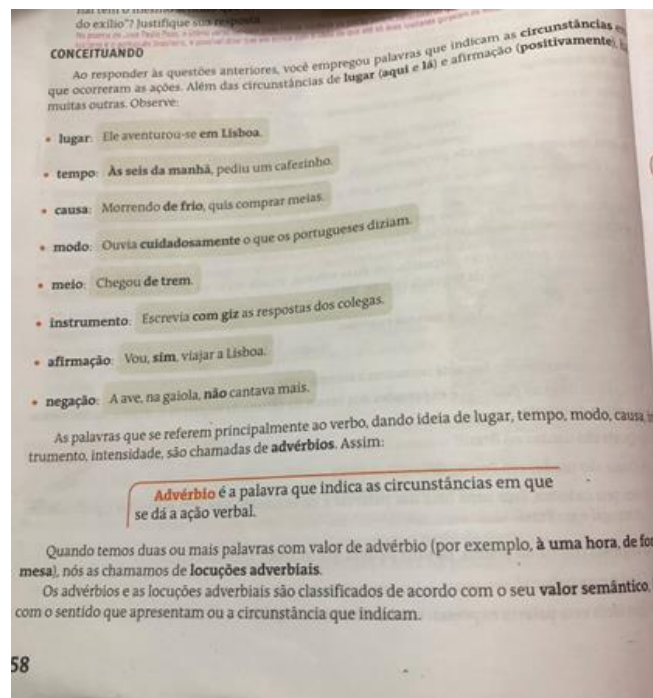 do exílio"? Justifique sua resposta.
CONCEITUANDO
Ao responder às questões anteriores, você empregou palavras que indicam as circunstâncias
que ocorreram as ações. Além das circunstâncias de lugar (aqui e lá) e afirmação (positivamente),
muitas outras. Observe:
• lugar: Ele aventurou-se em Lisboa.
• tempo: Às seis da manhã, pediu um cafezinho.
• causa: Morrendo de frio, quis comprar meias.
• modo: Ouvia cuidadosamente o que os portugueses diziam.
• meio: Chegou de trem.
• instrumento: Escrevia com giz as respostas dos colegas.
• afirmação: Vou, sim, viajar a Lisboa.
• negação: A ave, na gaiola, não cantava mais.
As palavras que se referem principalmente ao verbo, dando ideia de lugar, tempo, modo, causa,
trumento, intensidade, são chamadas de advérbios. Assim:
Advérbio é a palavra que indica as circunstâncias em que
se dá a ação verbal.
Quando temos duas ou mais palavras com valor de advérbio (por exemplo, à uma hora, de fo
mesa), nós as chamamos de locuções adverbiais.
Os advérbios e as locuções adverbiais são classificados de acordo com o seu valor semântico,
com o sentido que apresentam ou a circunstância que indicam.
58